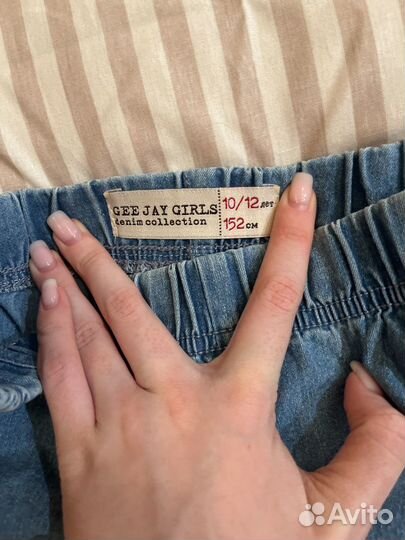 GEE JAY GIRLS
denim collection
10/12 лет
152 см
Avito